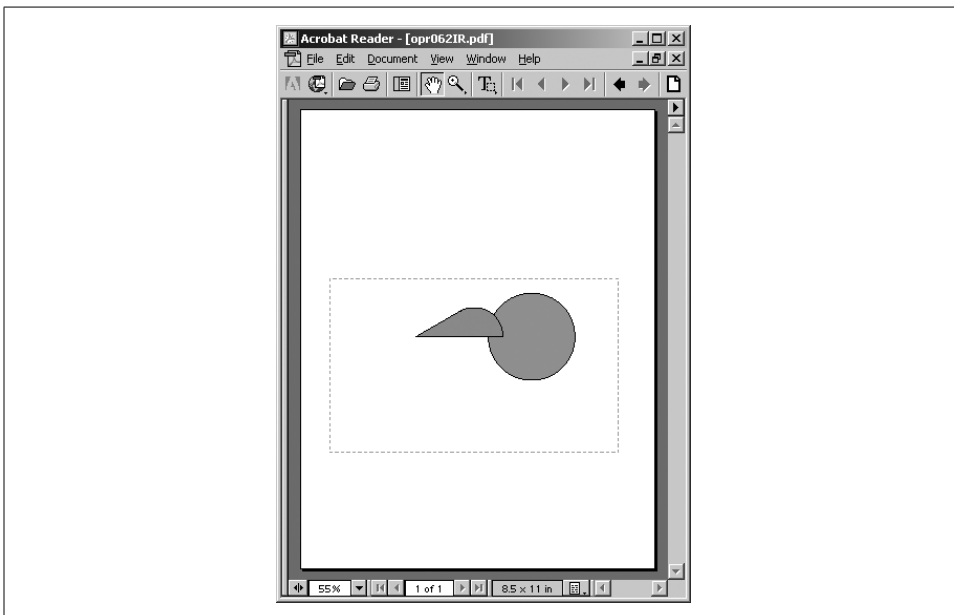 Acrobat Reader - [opr062IR.pdf]
File Edit Document View Window Help
55% 1 of 1 8.5 x 11 in